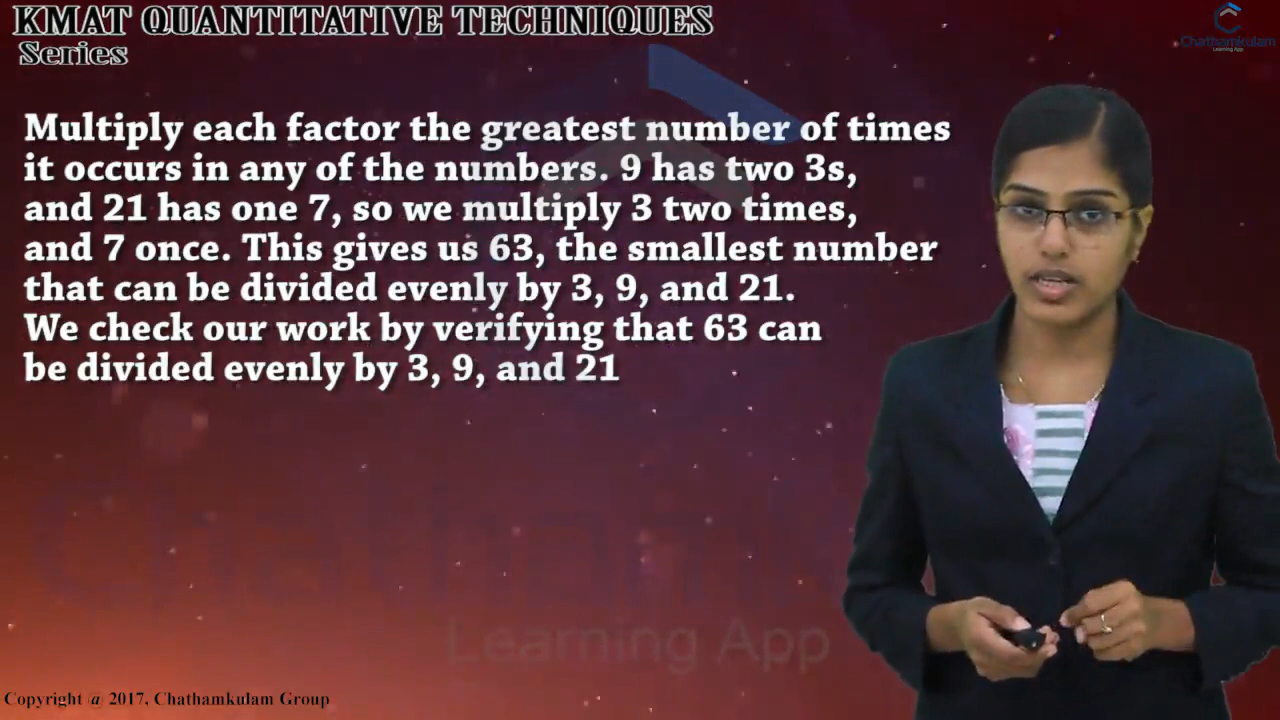 KMAT QUANTITATIVE TECHNIQUES
Series
Chathamkulam
Learning App
Multiply each factor the greatest number of times
it occurs in any of the numbers. 9 has two 3s,
and 21 has one 7, so we multiply 3 two times,
and 7 once. This gives us 63, the smallest number
that can be divided evenly by 3, 9, and 21.
We check our work by verifying that 63 can
be divided evenly by 3, 9, and 21
Learning App
Copyright @ 2017, Chathamkulam Group